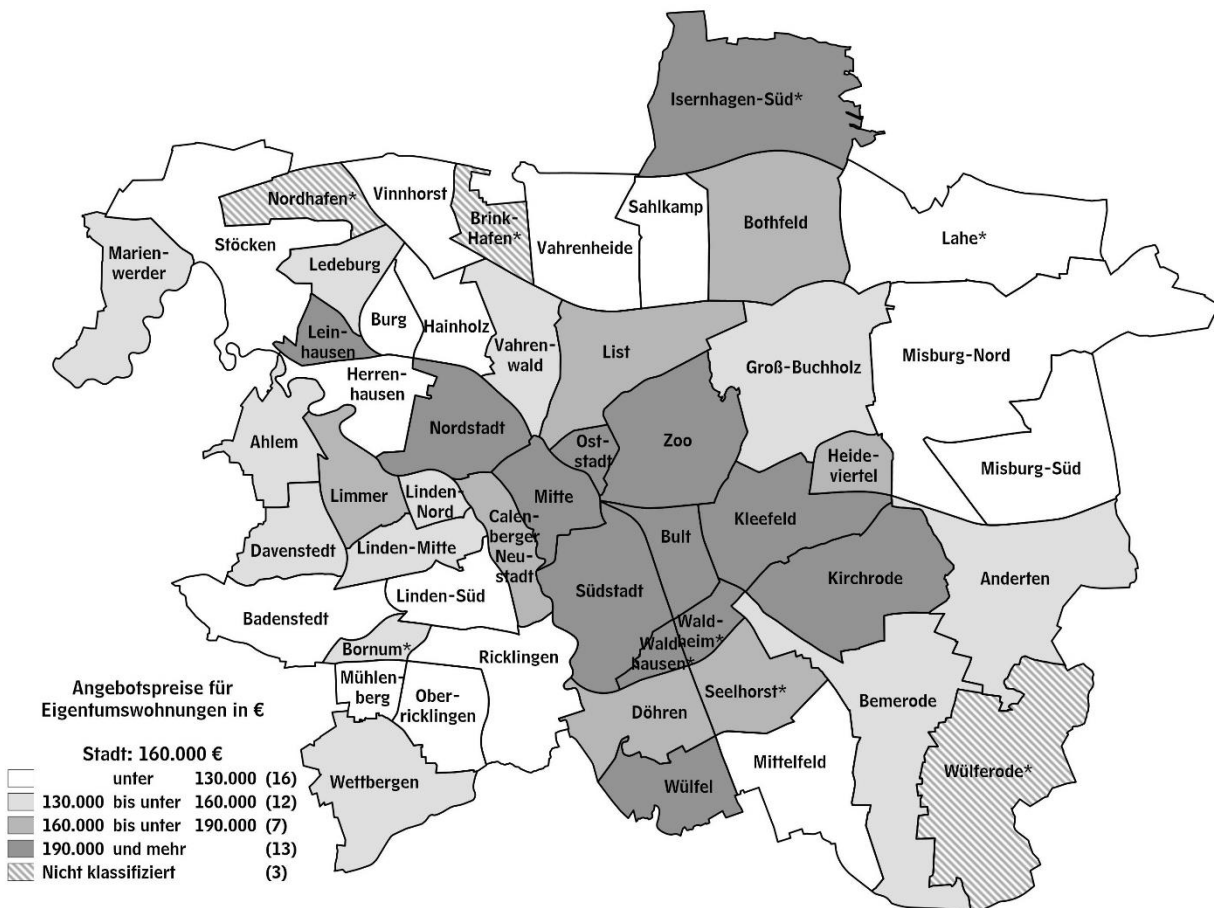 Isernhagen-Süd*
Nordhafen*
Vinnhorst
Brink-
Hafen*
Vahrenheide
Sahlkamp
Bothfeld
Lahe*
Marien-
werder
Stöcken
Ledeburg
Lein-
hausen
Burg
Hainholz
Vahren-
wald
List
Groß-Buchholz
Misburg-Nord
Herren-
hausen
Nordstadt
Ost-
stadt
Zoo
Heide-
viertel
Misburg-Süd
Ahlem
Limmer
Linden-
Nord
Calen-
berger
Neu-
stadt
Mitte
Bult
Kleefeld
Kirchrode
Anderten
Davenstedt
Linden-Mitte
Südstadt
Badenstedt
Linden-Süd
Bornum*
Ricklingen
Wald-
heim*
Wald-
hausen*
Mühlen-
berg
Ober-
ricklingen
Döhren
Seelhorst*
Bemerode
Wettbergen
Wülfel
Mittelfeld
Wülferode*
Angebotspreise für
Eigentumswohnungen in €
Stadt: 160.000 €
unter 130.000 (16)
130.000 bis unter 160.000 (12)
160.000 bis unter 190.000 (7)
190.000 und mehr (13)
Nicht klassifiziert (3)